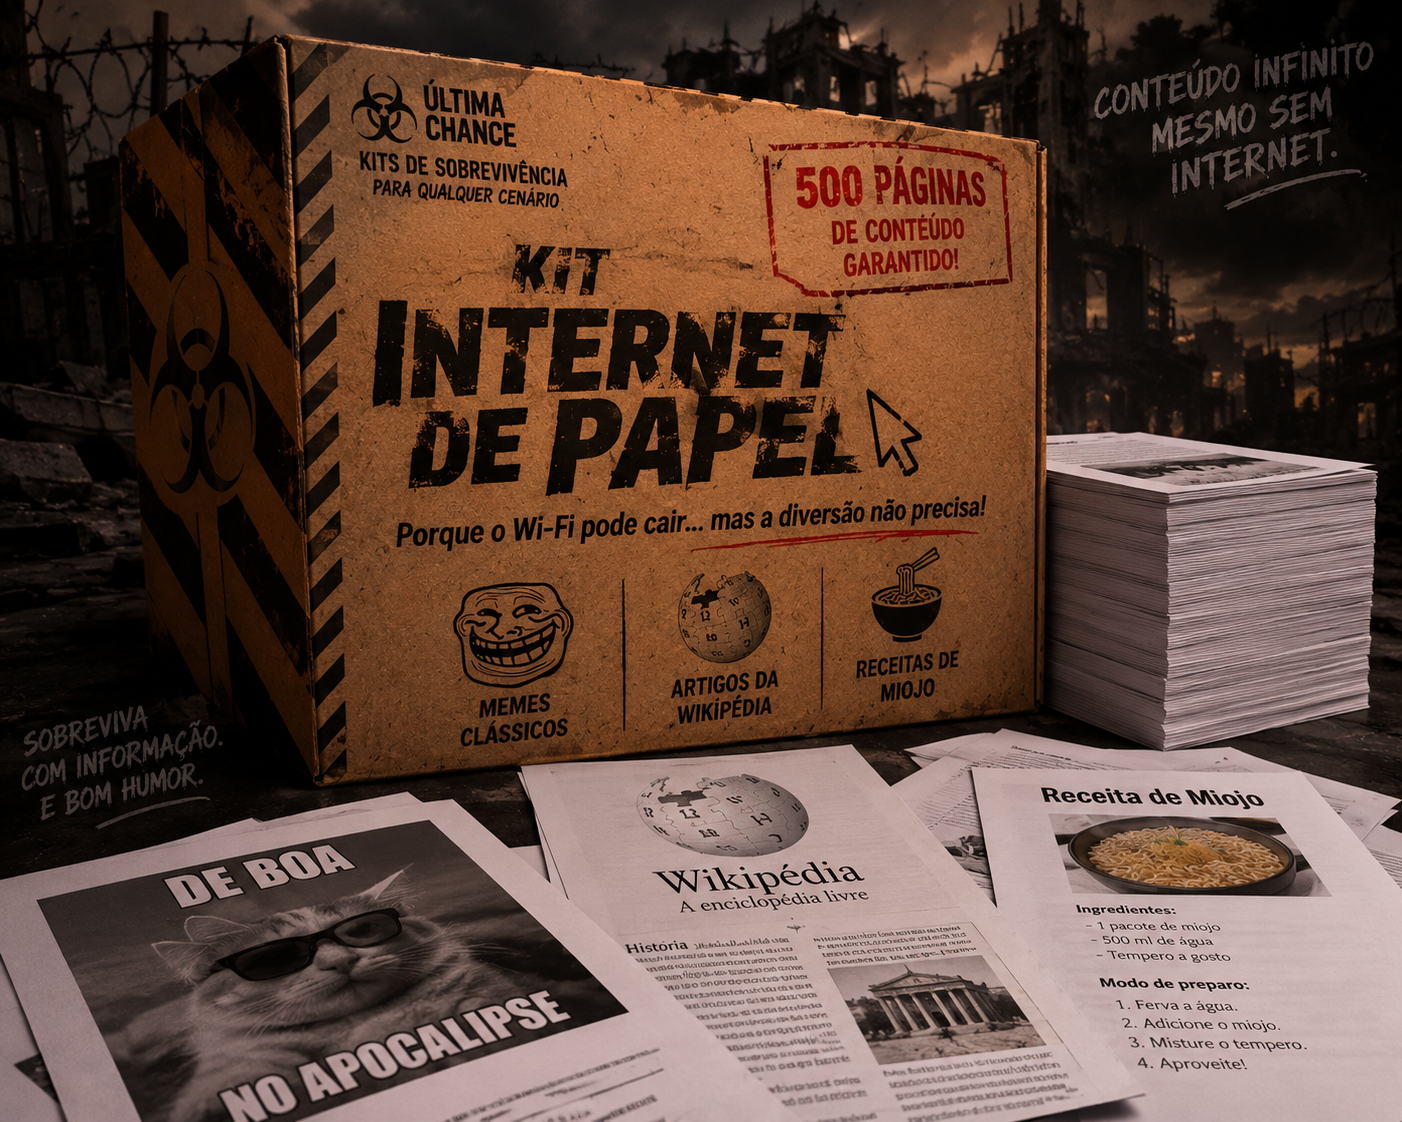 CONTEÚDO INFINITO
MESMO SEM
INTERNET.
ÚLTIMA
CHANCE
KITS DE SOBREVIVÊNCIA
PARA QUALQUER CENÁRIO
500 PÁGINAS
DE CONTEÚDO
GARANTIDO!
KIT
INTERNET
DE PAPEL
Porque o Wi-Fi pode cair... mas a diversão não precisa!
MEMES
CLÁSSICOS
ARTIGOS DA
WIKIPÉDIA
RECEITAS DE
MIOJO
SOBREVIVA
COM INFORMAÇÃO.
E BOM HUMOR.
DE BOA
NO APOCALIPSE
Wikipédia
A enciclopédia livre
História
Receita de Miojo
Ingredientes:
- 1 pacote de miojo
- 500 ml de água
- Tempero a gosto
Modo de preparo:
1. Ferva a água.
2. Adicione o miojo.
3. Misture o tempero.
4. Aproveite!